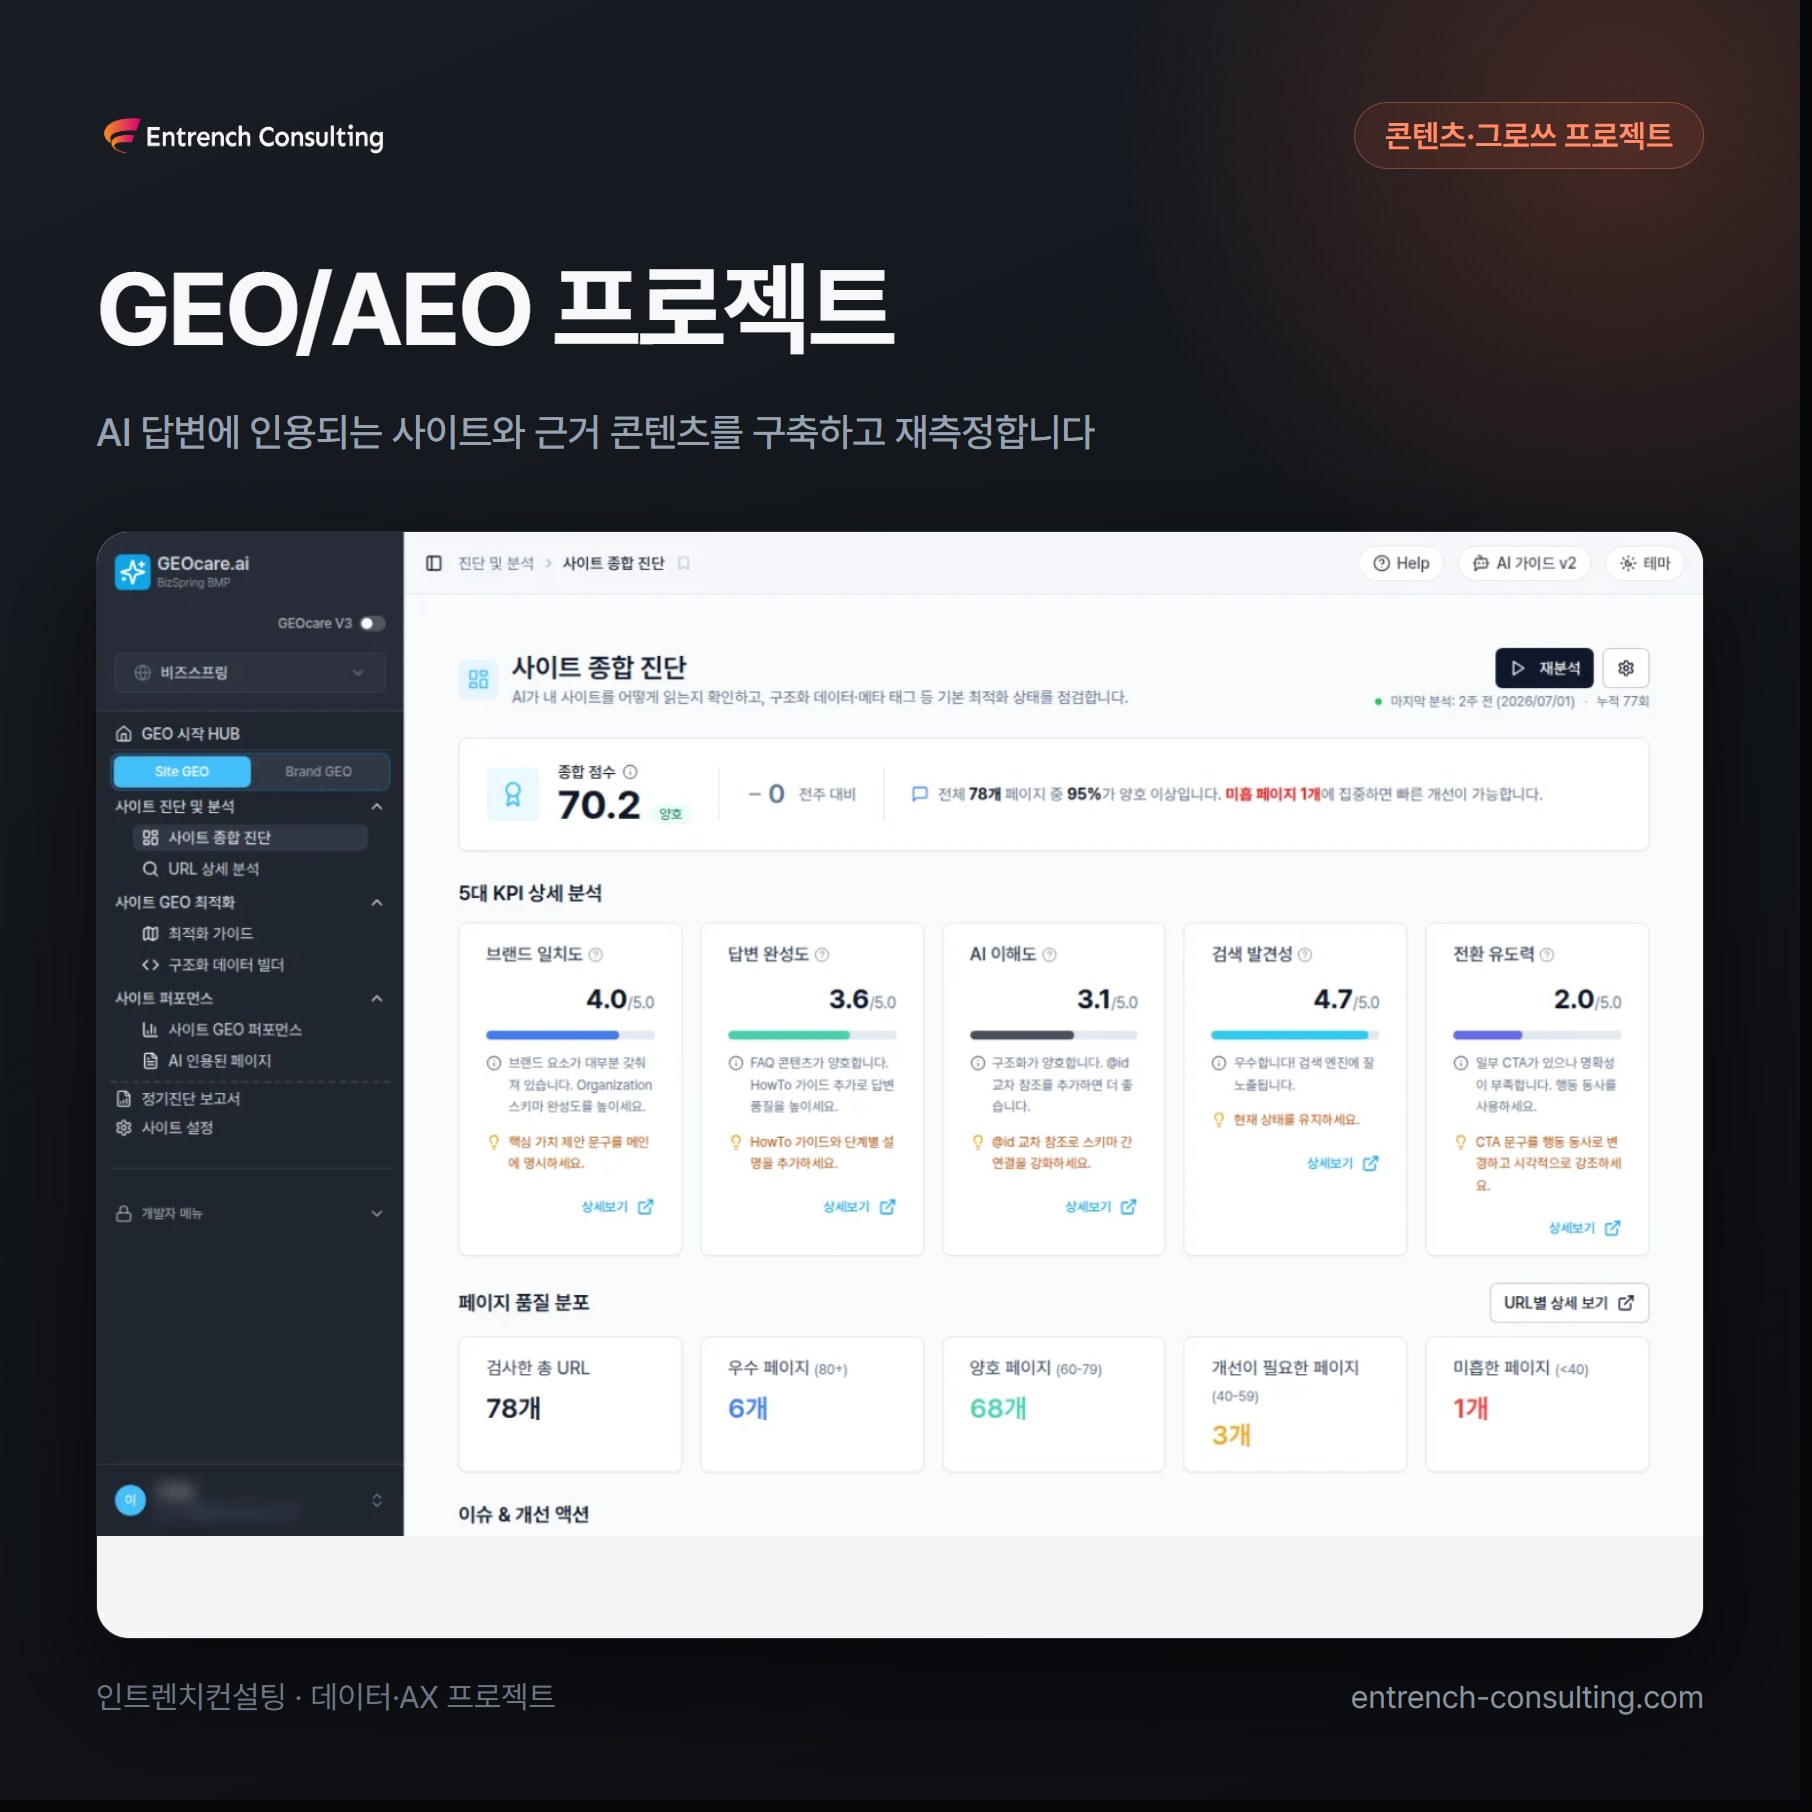 Entrench Consulting
콘텐츠·그로쓰 프로젝트
GEO/AEO 프로젝트
AI 답변에 인용되는 사이트와 근거 콘텐츠를 구축하고 재측정합니다
GEOcare.ai
BizSpring BMP
GEOcare V3
비즈스프링
GEO 시작 HUB
Site GEO
Brand GEO
사이트 진단 및 분석
사이트 종합 진단
URL 상세 분석
사이트 GEO 최적화
최적화 가이드
구조화 데이터 빌더
사이트 퍼포먼스
사이트 GEO 퍼포먼스
AI 인용된 페이지
정기진단 보고서
사이트 설정
개발자 메뉴
이
진단 및 분석 > 사이트 종합 진단
Help
AI 가이드 v2
테마
사이트 종합 진단
AI가 내 사이트를 어떻게 읽는지 확인하고, 구조화 데이터·메타 태그 등 기본 최적화 상태를 점검합니다.
재분석
마지막 분석: 2주 전 (2026/07/01) · 누적 77회
종합 점수
70.2 양호
– 0 전주 대비
전체 78개 페이지 중 95%가 양호 이상입니다. 미흡 페이지 1개에 집중하면 빠른 개선이 가능합니다.
5대 KPI 상세 분석
브랜드 일치도
4.0/5.0
브랜드 요소가 대부분 갖춰
져 있습니다. Organization
스키마 완성도를 높이세요.
핵심 가치 제안 문구를 메인
에 명시하세요.
상세보기
답변 완성도
3.6/5.0
FAQ 콘텐츠가 양호합니다.
HowTo 가이드 추가로 답변
품질을 높이세요.
HowTo 가이드와 단계별 설
명을 추가하세요.
상세보기
AI 이해도
3.1/5.0
구조화가 양호합니다. @id
교차 참조를 추가하면 더 좋
습니다.
@id 교차 참조로 스키마 간
연결을 강화하세요.
상세보기
검색 발견성
4.7/5.0
우수합니다! 검색 엔진에 잘
노출됩니다.
현재 상태를 유지하세요.
상세보기
전환 유도력
2.0/5.0
일부 CTA가 있으나 명확성
이 부족합니다. 행동 동사를
사용하세요.
CTA 문구를 행동 동사로 변
경하고 시각적으로 강조하세
요.
상세보기
페이지 품질 분포
URL별 상세 보기
검사한 총 URL
78개
우수 페이지 (80+)
6개
양호 페이지 (60-79)
68개
개선이 필요한 페이지
(40-59)
3개
미흡한 페이지 (<40)
1개
이슈 & 개선 액션
인트렌치컨설팅 · 데이터·AX 프로젝트
entrench-consulting.com